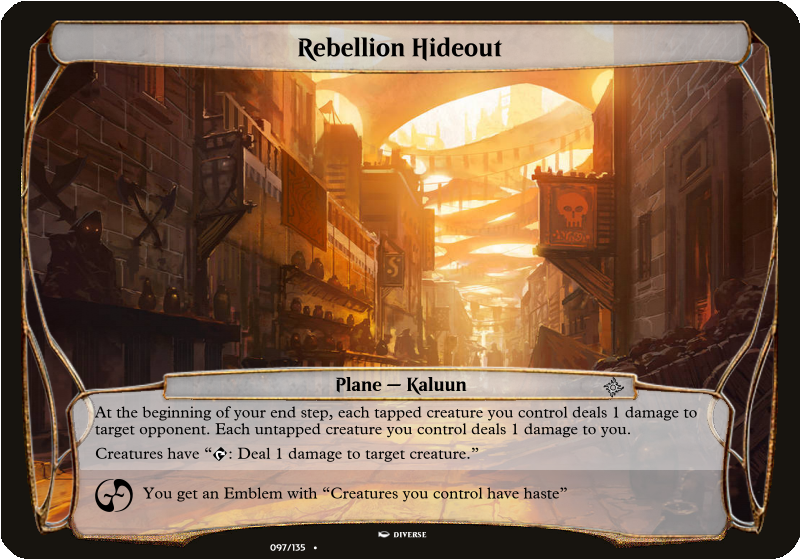 Rebellion Hideout
Plane — Kaluun
At the beginning of your end step, each tapped creature you control deals 1 damage to
target opponent. Each untapped creature you control deals 1 damage to you.
Creatures have “: Deal 1 damage to target creature.”
You get an Emblem with “Creatures you control have haste”
DIVERSE
097/135 •